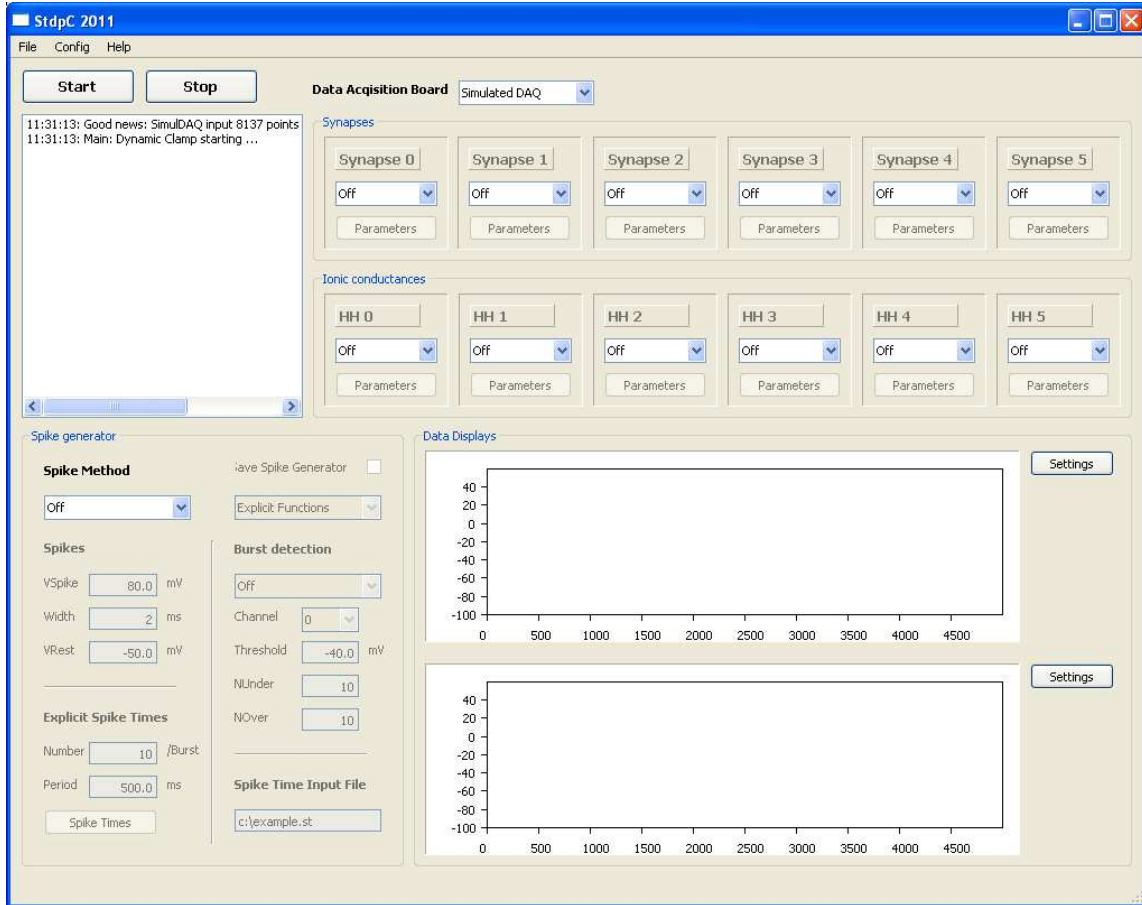 StdpC 2011
File Config Help
Start Stop Data Acqisition Board Simulated DAQ
11:31:13: Good news: SimulDAQ input 8137 points
11:31:13: Main: Dynamic Clamp starting ...
Synapses
Synapse 0 Synapse 1 Synapse 2 Synapse 3 Synapse 4 Synapse 5
Off Off Off Off Off Off
Parameters Parameters Parameters Parameters Parameters Parameters
Ionic conductances
HH 0 HH 1 HH 2 HH 3 HH 4 HH 5
Off Off Off Off Off Off
Parameters Parameters Parameters Parameters Parameters Parameters
Spike generator
Spike Method
Off
Spikes
VSpike 80.0 mV
Width 2 ms
VRest -50.0 mV
Explicit Spike Times
Number 10 /Burst
Period 500.0 ms
Spike Times
ave Spike Generator
Explicit Functions
Burst detection
Off
Channel 0
Threshold -40.0 mV
NUnder 10
NOver 10
Spike Time Input File
c:\example.st
Data Displays
Settings
40
20
0
-20
-40
-60
-80
-100
0 500 1000 1500 2000 2500 3000 3500 4000 4500
Settings
40
20
0
-20
-40
-60
-80
-100
0 500 1000 1500 2000 2500 3000 3500 4000 4500